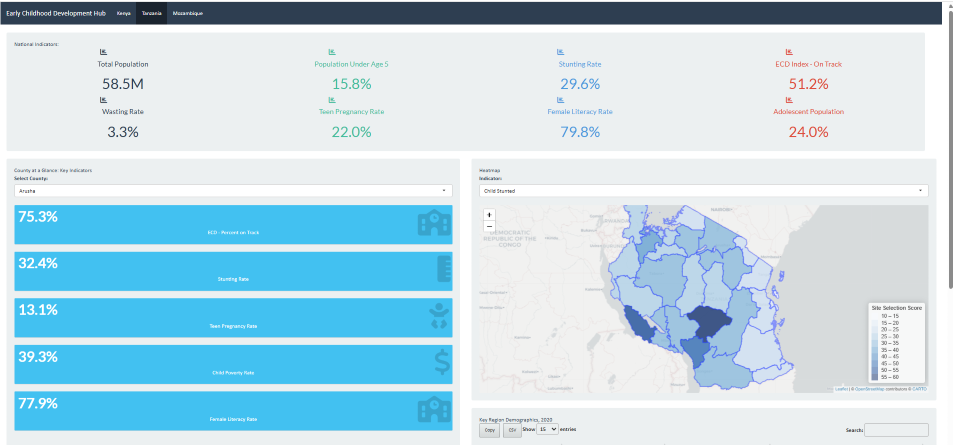 Early Childhood Development Hub Kenya Tanzania Mozambique
National Indicators:
Total Population
58.5M
Population Under Age 5
15.8%
Stunting Rate
29.6%
ECD Index - On Track
51.2%
Wasting Rate
3.3%
Teen Pregnancy Rate
22.0%
Female Literacy Rate
79.8%
Adolescent Population
24.0%
County at a Glance: Key Indicators
Select County:
Arusha
75.3%
ECD - Percent on Track
32.4%
Stunting Rate
13.1%
Teen Pregnancy Rate
39.3%
Child Poverty Rate
77.9%
Female Literacy Rate
Heatmap
Indicator:
Child Stunted
+
−
DEMOCRATIC
REPUBLIC OF THE
CONGO
Site Selection Score
10 – 15
15 – 20
20 – 25
25 – 30
30 – 35
35 – 40
40 – 45
45 – 50
50 – 55
55 – 60
Leaflet | © OpenStreetMap contributors © CARTO
Key Region Demographics, 2020
Copy CSV Show 15 entries
Search: